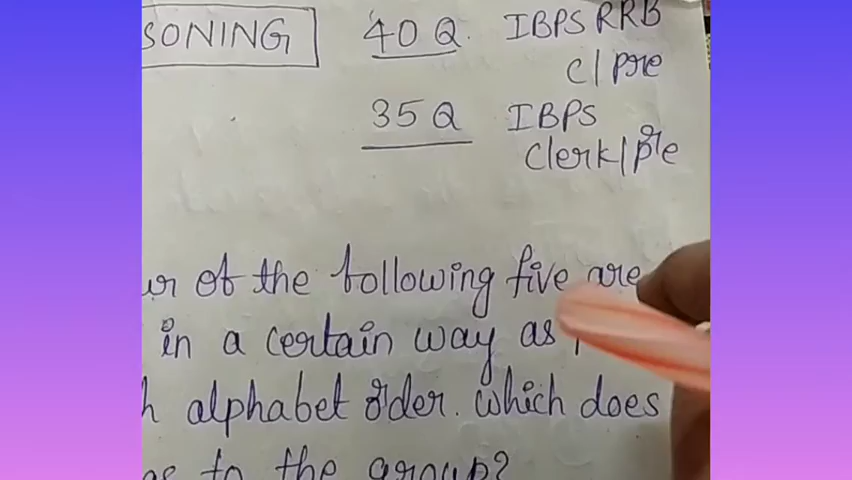 SONING 40 Q. IBPS RRB
C/pre
35 Q IBPS
Clerk/pre
of the following five are
in a certain way as
alphabet order. which does
to the group?